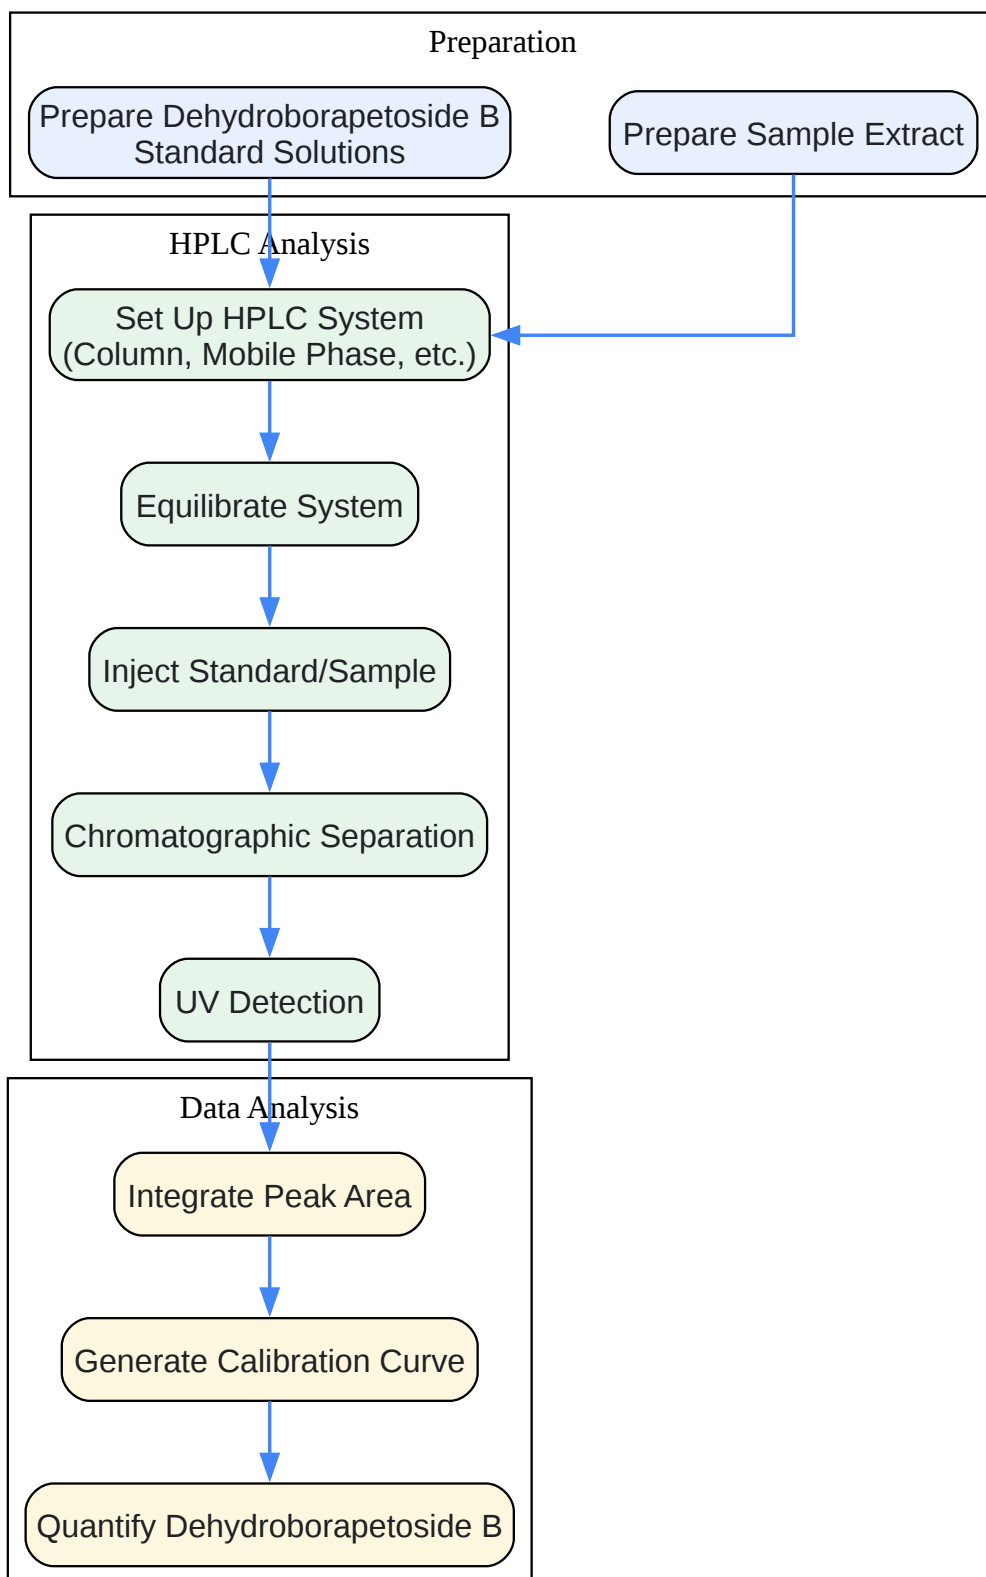 Preparation
Prepare Dehydroborapetoside B
Standard Solutions
Prepare Sample Extract
HPLC Analysis
Set Up HPLC System
(Column, Mobile Phase, etc.)
Equilibrate System
Inject Standard/Sample
Chromatographic Separation
UV Detection
Data Analysis
Integrate Peak Area
Generate Calibration Curve
Quantify Dehydroborapetoside B